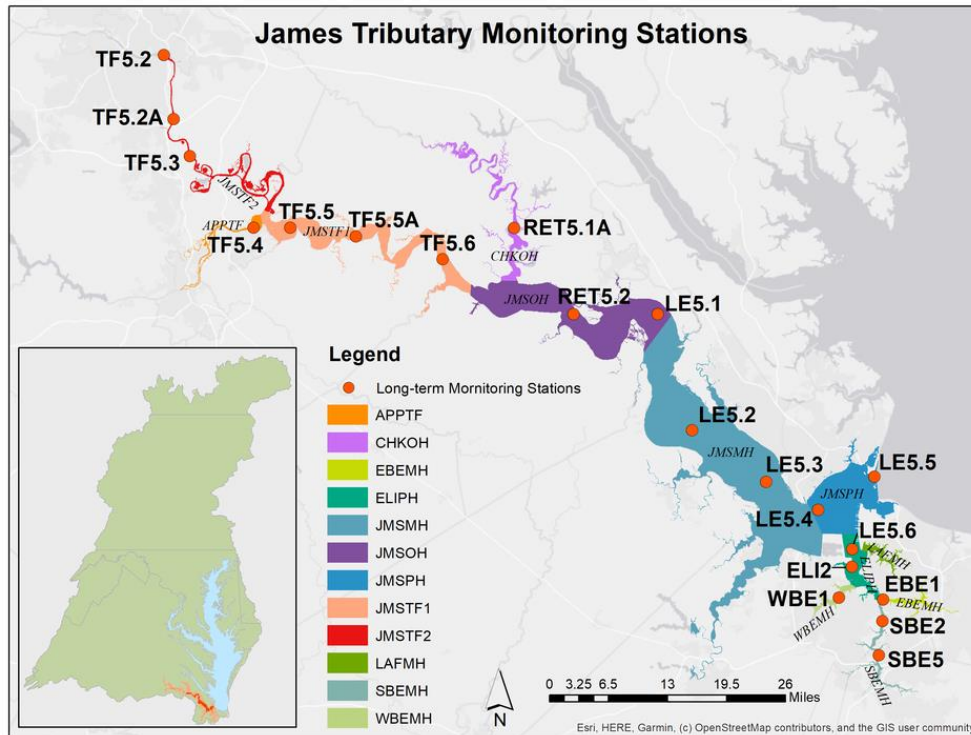 James Tributary Monitoring Stations
TF5.2
TF5.2A
TF5.3
JMSTF2
APPTF
TF5.4
TF5.5
JMSTF1
TF5.5A
TF5.6
RET5.1A
CHKOH
JMSOH
RET5.2
LE5.1
LE5.2
JMSMH
LE5.3
LE5.4
JMSPH
LE5.5
LE5.6
LAFMH
ELIPH
ELI2
WBE1
WBEMH
EBE1
EBEMH
SBE2
SBE5
SBEMH
Legend
Long-term Mornitoring Stations
APPTF
CHKOH
EBEMH
ELIPH
JMSMH
JMSOH
JMSPH
JMSTF1
JMSTF2
LAFMH
SBEMH
WBEMH
N
0 3.25 6.5 13 19.5 26
Miles
Esri, HERE, Garmin, (c) OpenStreetMap contributors, and the GIS user community